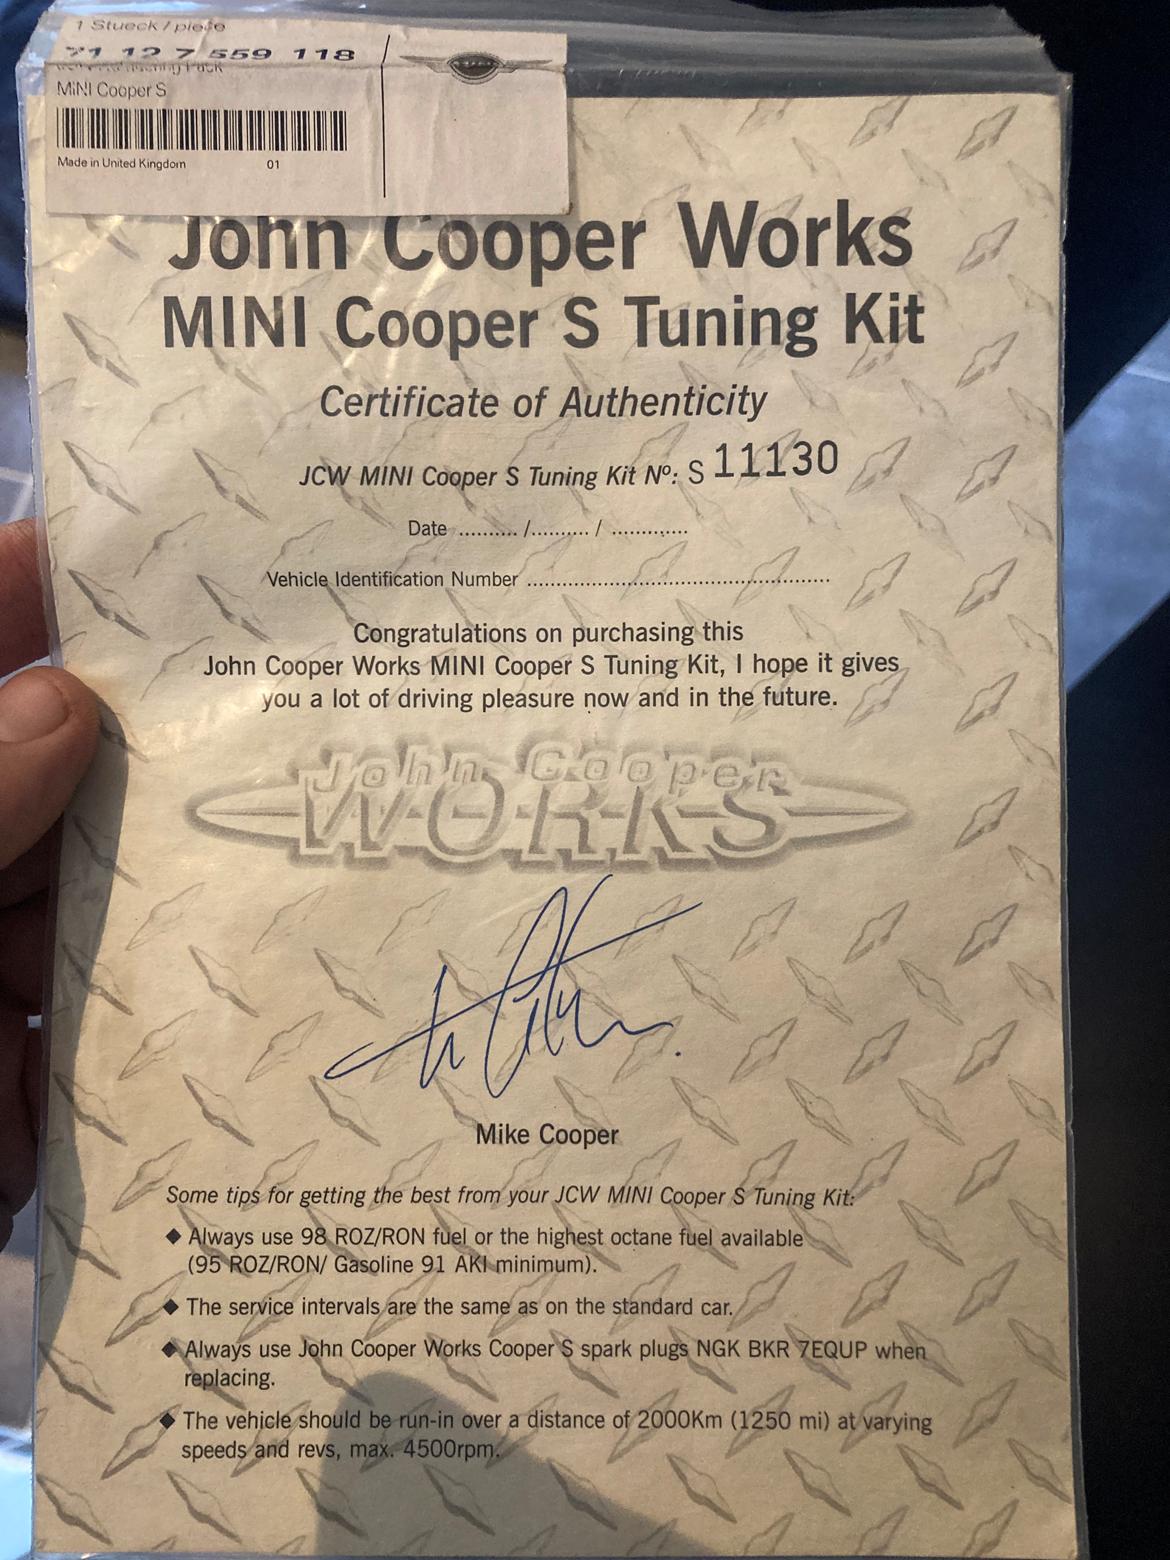 1 Stueck / piece
71 12 7 559 118
MINI Cooper S
Made in United Kingdom 01
John Cooper Works
MINI Cooper S Tuning Kit
Certificate of Authenticity
JCW MINI Cooper S Tuning Kit Nº: S 11130
Date ........../........../ .............
Vehicle Identification Number ....................................................
Congratulations on purchasing this
John Cooper Works MINI Cooper S Tuning Kit, I hope it gives
you a lot of driving pleasure now and in the future.
John Cooper
WORKS
Mike Cooper
Some tips for getting the best from your JCW MINI Cooper S Tuning Kit:
◆ Always use 98 ROZ/RON fuel or the highest octane fuel available
(95 ROZ/RON/ Gasoline 91 AKI minimum).
◆ The service intervals are the same as on the standard car.
◆ Always use John Cooper Works Cooper S spark plugs NGK BKR 7EQUP when
replacing.
◆ The vehicle should be run-in over a distance of 2000Km (1250 mi) at varying
speeds and revs, max. 4500rpm.